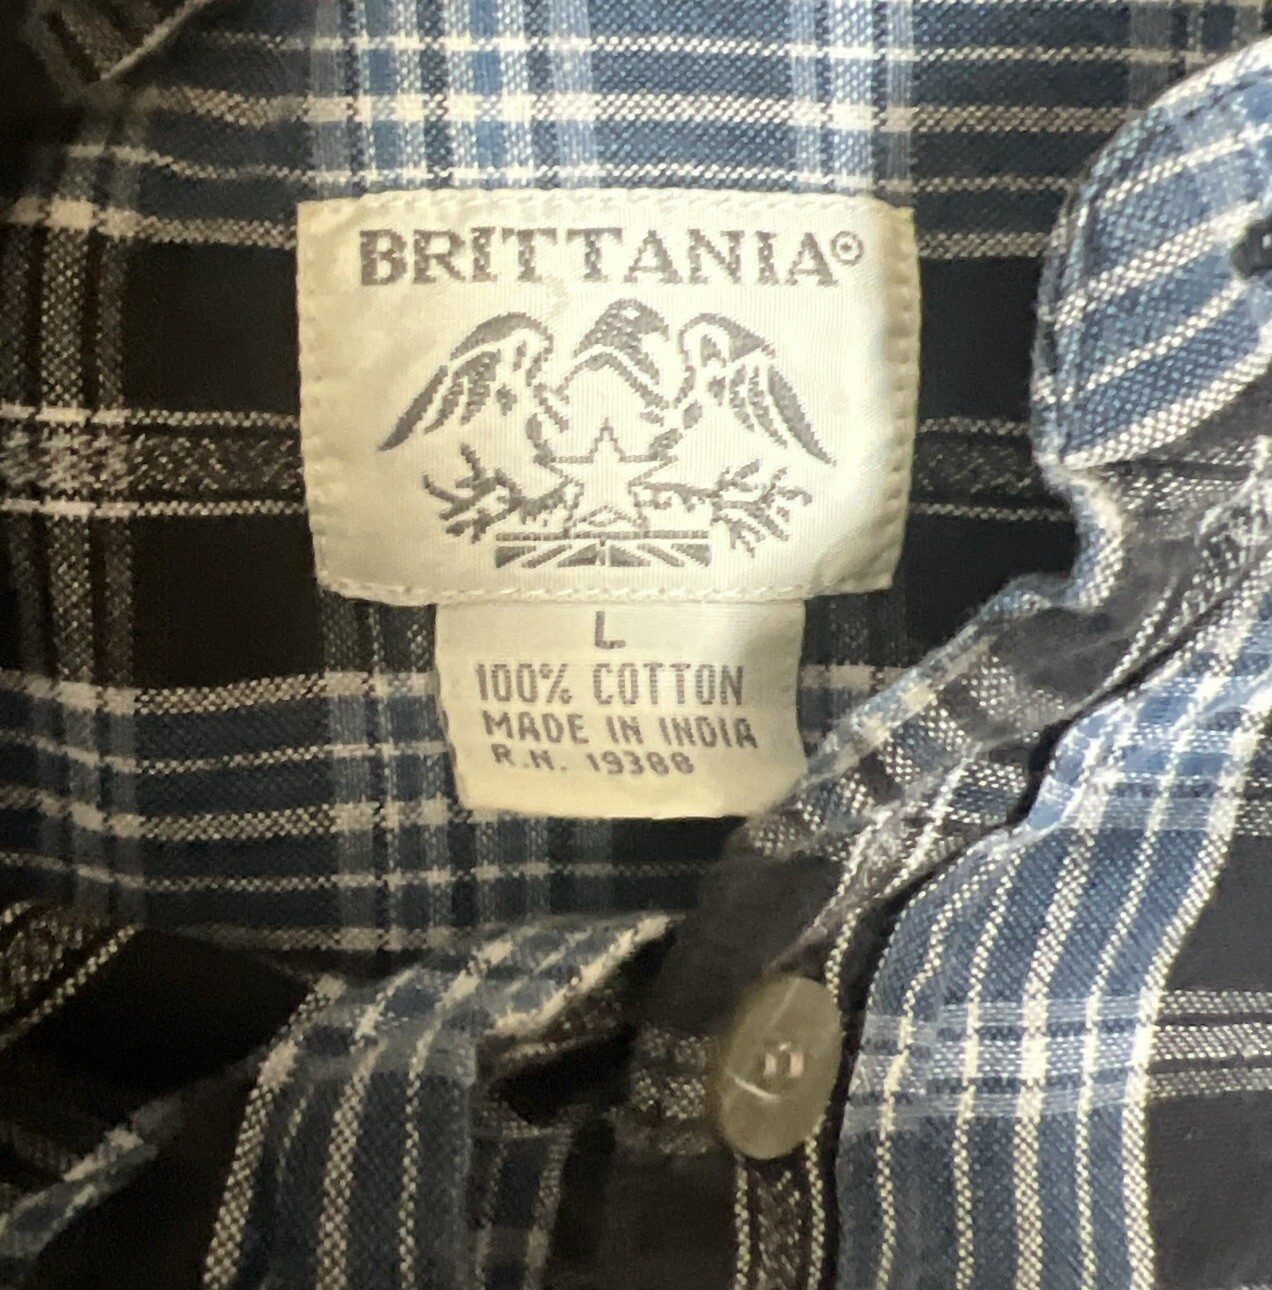 BRITTANIA®
L
100% COTTON
MADE IN INDIA
R.N. 19388